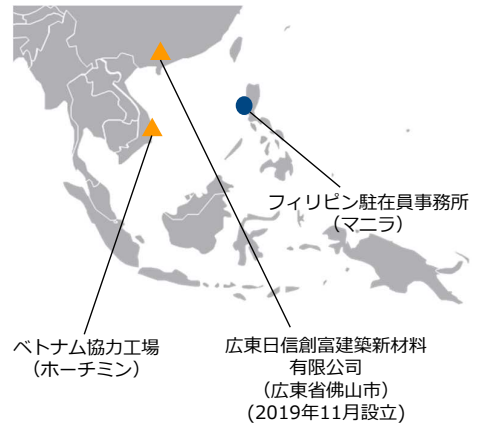 フィリピン駐在員事務所
（マニラ）
ベトナム協力工場
（ホーチミン）
広東日信創富建築新材料
有限公司
（広東省佛山市）
(2019年11月設立)